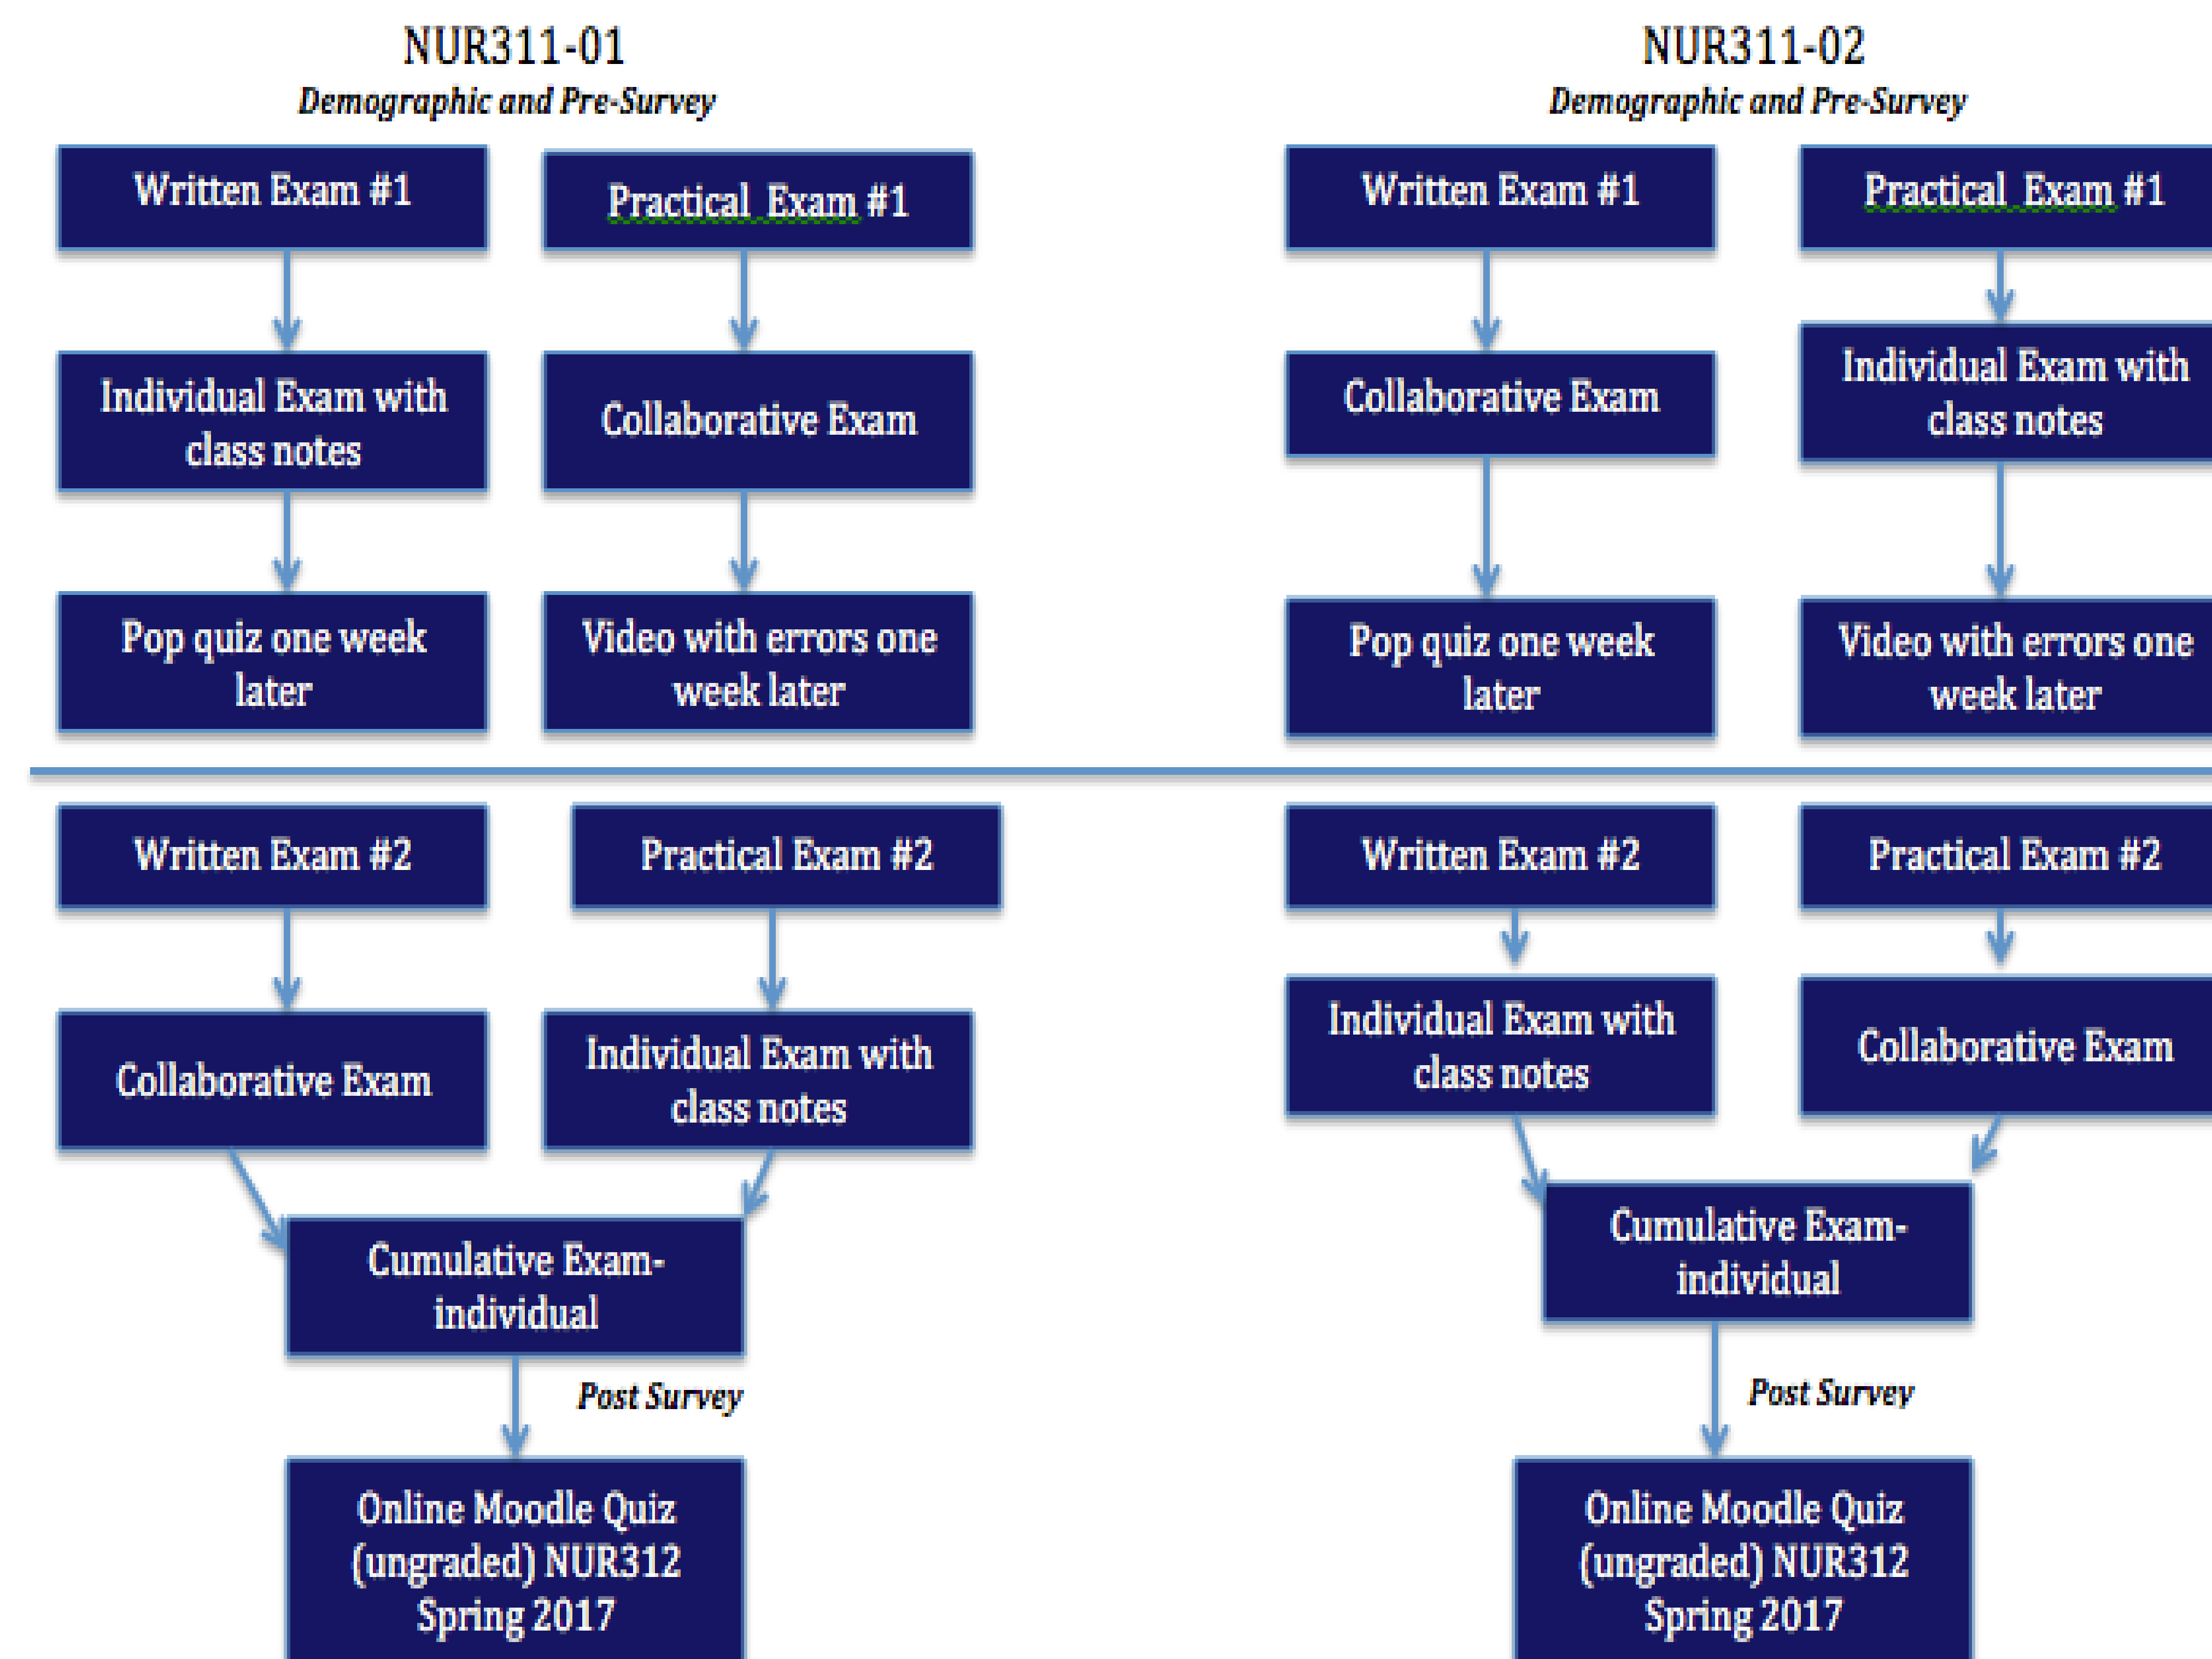 NUR311-01
Demographic and Pre-Survey
Written Exam #1
Practical Exam #1
Individual Exam with
class notes
Collaborative Exam
Pop quiz one week
later
Video with errors one
week later
Written Exam #2
Practical Exam #2
Collaborative Exam
Individual Exam with
class notes
Cumulative Exam-
individual
Post Survey
Online Moodle Quiz
(ungraded) NUR312
Spring 2017
NUR311-02
Demographic and Pre-Survey
Written Exam #1
Practical Exam #1
Collaborative Exam
Individual Exam with
class notes
Pop quiz one week
later
Video with errors one
week later
Written Exam #2
Practical Exam #2
Individual Exam with
class notes
Collaborative Exam
Cumulative Exam-
individual
Post Survey
Online Moodle Quiz
(ungraded) NUR312
Spring 2017